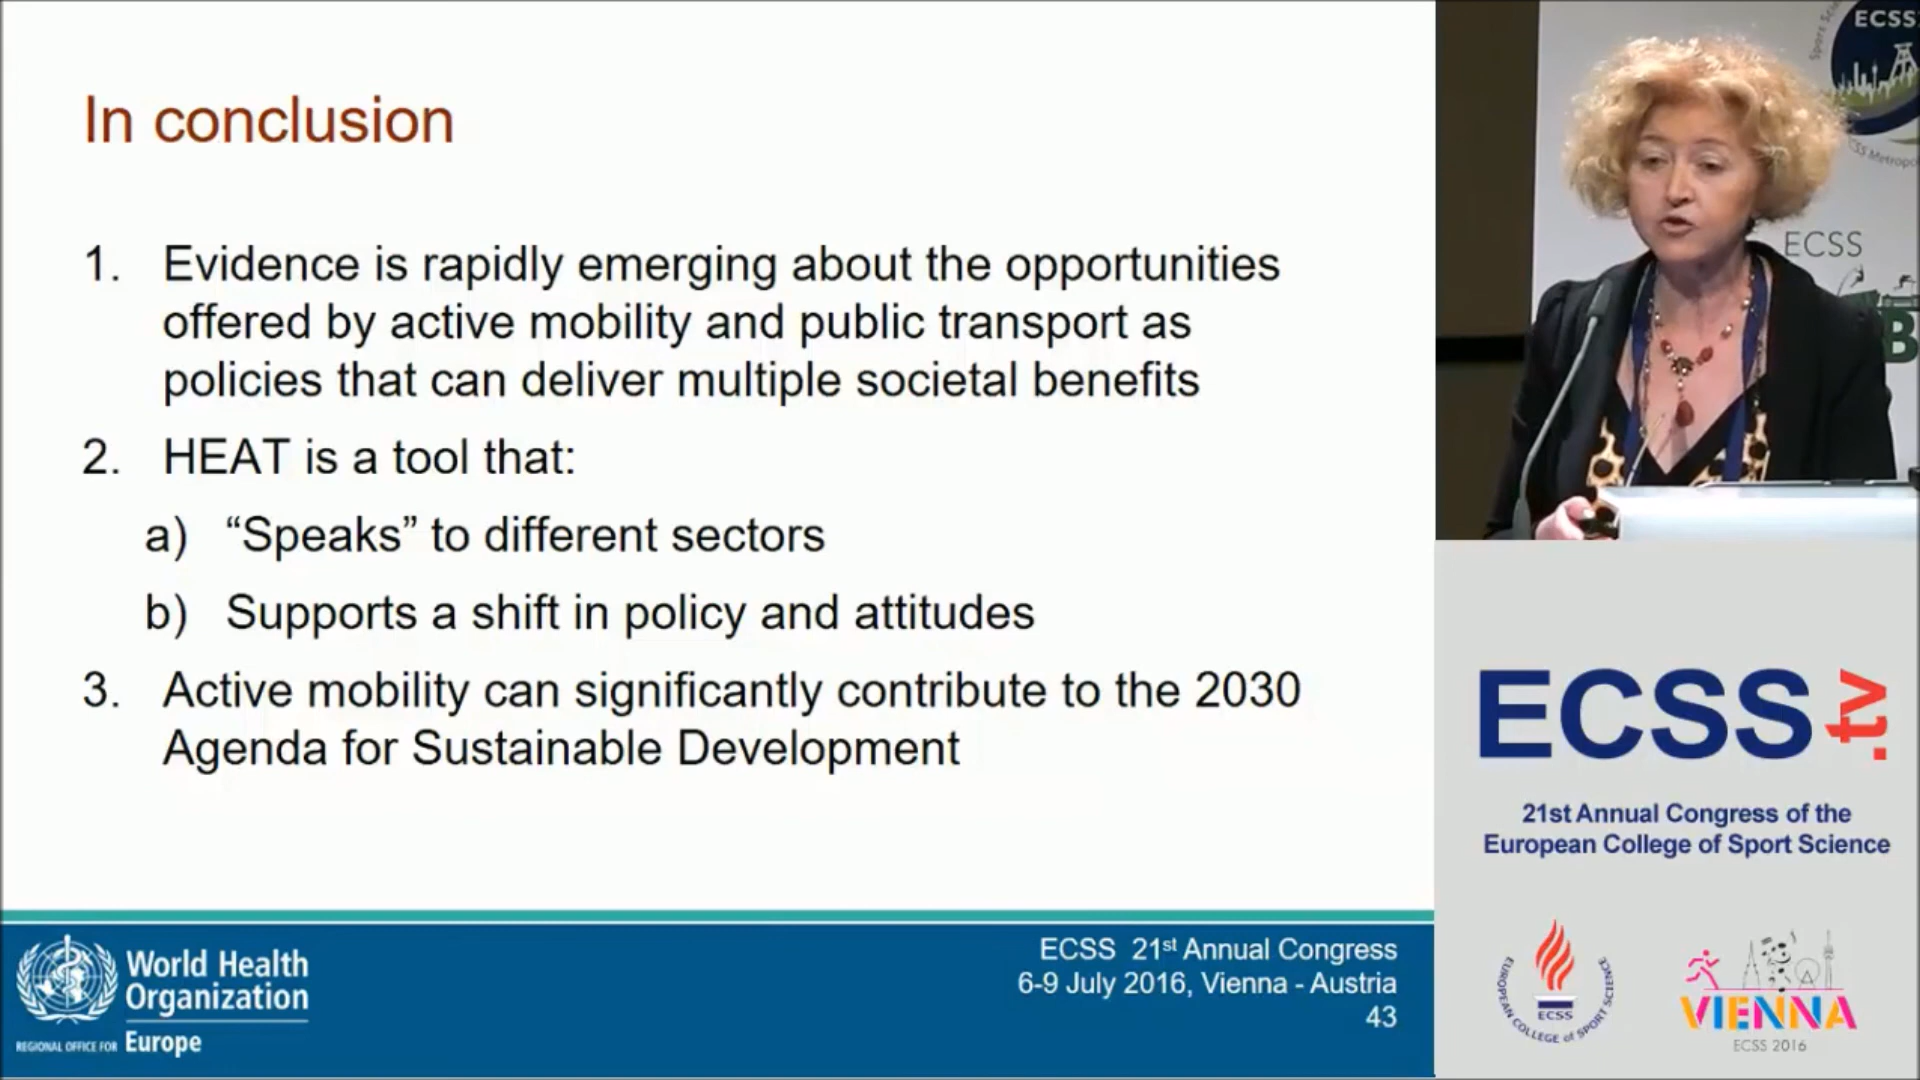 In conclusion
1. Evidence is rapidly emerging about the opportunities
offered by active mobility and public transport as
policies that can deliver multiple societal benefits
2. HEAT is a tool that:
a) “Speaks” to different sectors
b) Supports a shift in policy and attitudes
3. Active mobility can significantly contribute to the 2030
Agenda for Sustainable Development
World Health
Organization
REGIONAL OFFICE FOR Europe
ECSS 21st Annual Congress
6-9 July 2016, Vienna - Austria
43
ECSS
ECSS
B
ECSS.tv
21st Annual Congress of the
European College of Sport Science
EUROPEAN COLLEGE of SPORT SCIENCE
ECSS
VIENNA
ECSS 2016